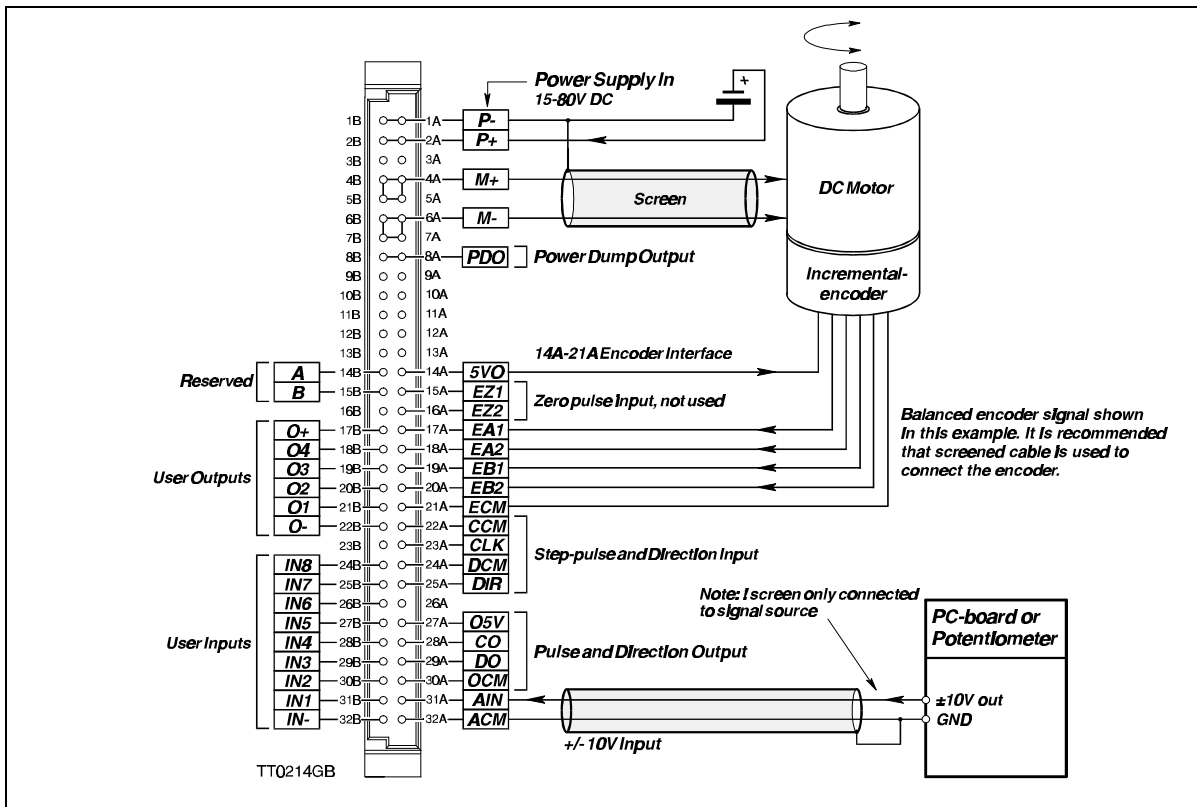 Power Supply In
15-80V DC
+
1B 1A P-
2B 2A P+
3B 3A
4B 4A M+
5B 5A
6B 6A M-
7B 7A
Screen
DC Motor
8B 8A PDO Power Dump Output
9B 9A
10B 10A
11B 11A
12B 12A
13B 13A
Incremental-
encoder
14A-21A Encoder Interface
Reserved
A 14B 14A 5VO
B 15B 15A EZ1
16B 16A EZ2
Zero pulse Input, not used
User Outputs
O+ 17B 17A EA1
O4 18B 18A EA2
O3 19B 19A EB1
O2 20B 20A EB2
O1 21B 21A ECM
O- 22B 22A CCM
23B 23A CLK
Balanced encoder signal shown
In this example. It is recommended
that screened cable is used to
connect the encoder.
Step-pulse and Direction Input
User Inputs
IN8 24B 24A DCM
IN7 25B 25A DIR
IN6 26B 26A
IN5 27B 27A O5V
IN4 28B 28A CO
IN3 29B 29A DO
IN2 30B 30A OCM
IN1 31B 31A AIN
IN- 32B 32A ACM
Pulse and Direction Output
Note: ! screen only connected
to signal source
PC-board or
Potentiometer
±10V out
GND
+/- 10V Input
TT0214GB